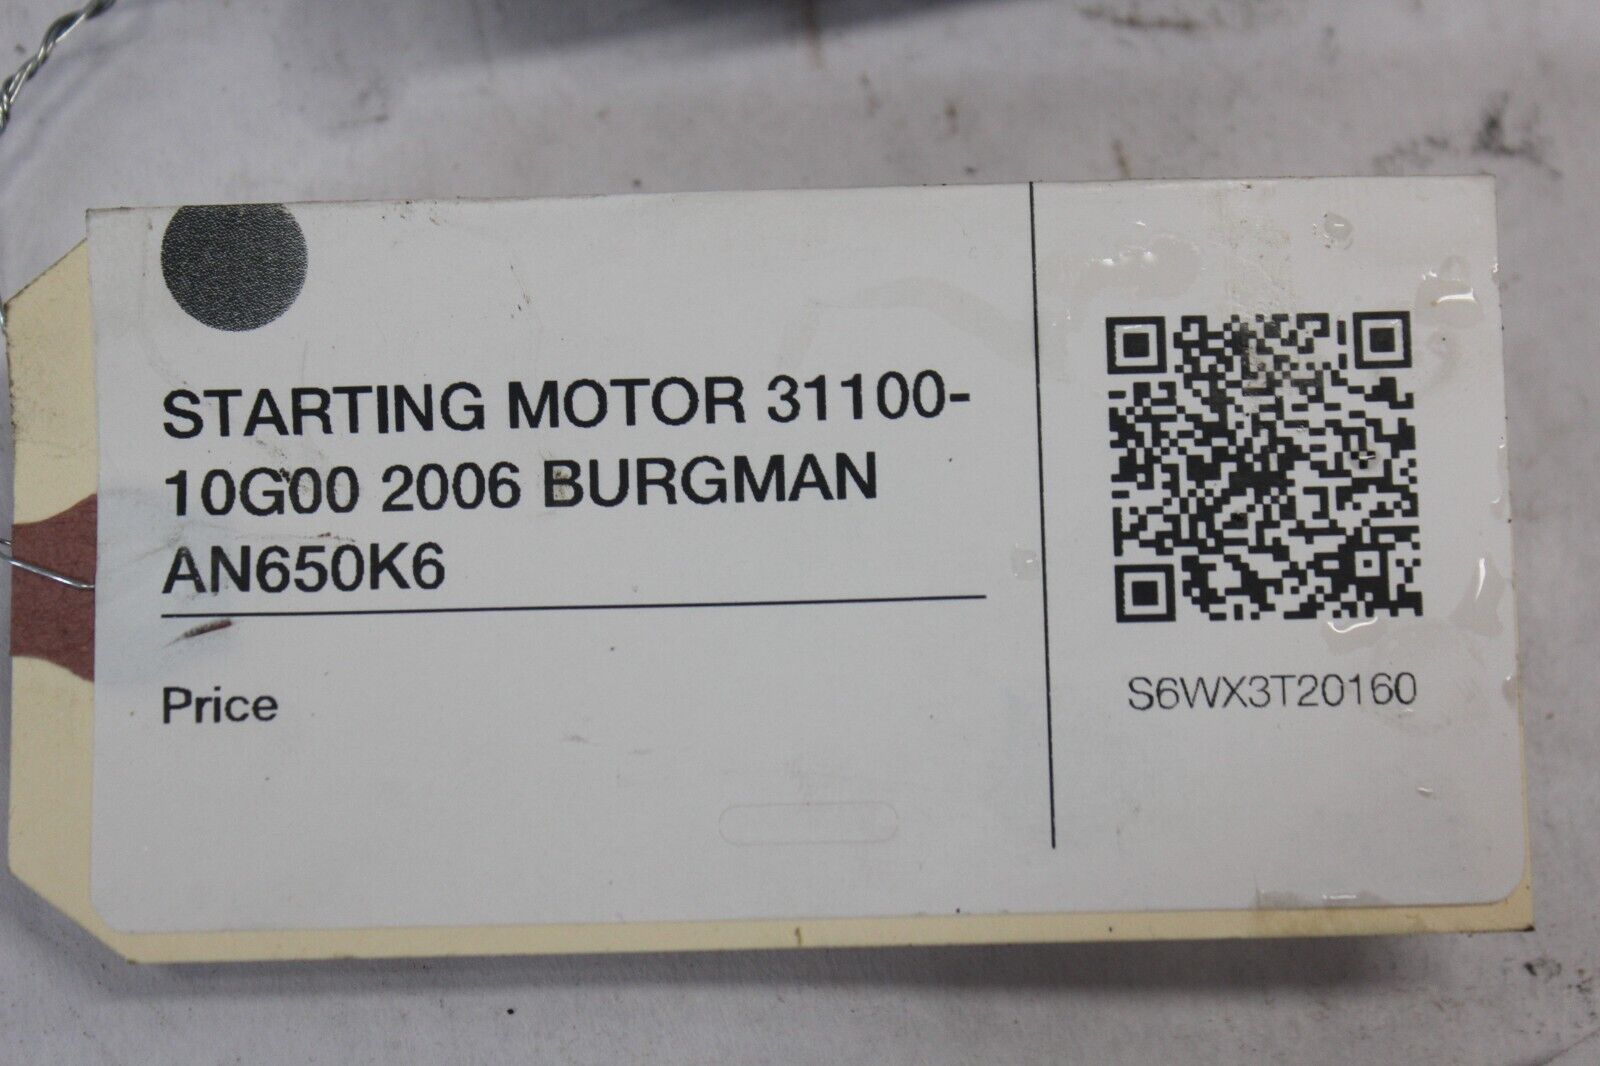 STARTING MOTOR 31100-
10G00 2006 BURGMAN
AN650K6
Price
S6WX3T20160